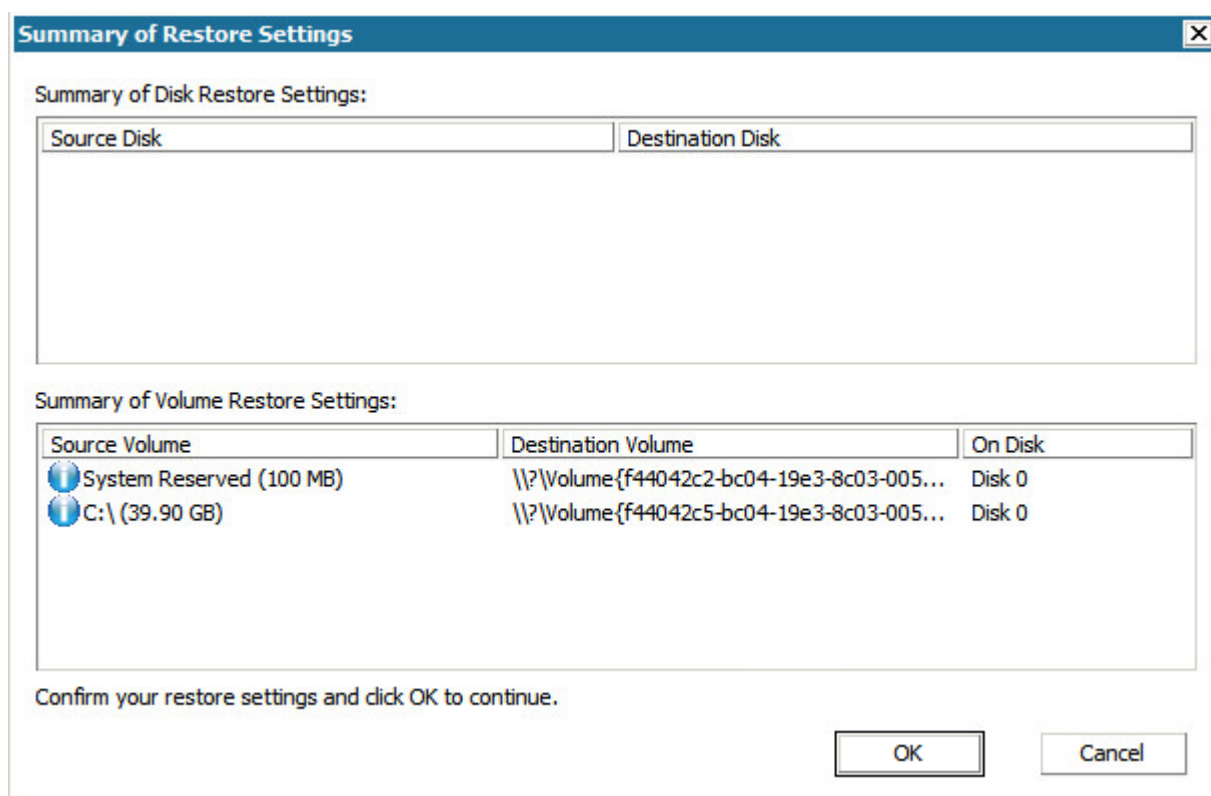 Summary of Restore Settings
Summary of Disk Restore Settings:
Source Disk Destination Disk
Summary of Volume Restore Settings:
Source Volume Destination Volume On Disk
System Reserved (100 MB) \\?\Volume{f44042c2-bc04-19e3-8c03-005... Disk 0
C:\ (39.90 GB) \\?\Volume{f44042c5-bc04-19e3-8c03-005... Disk 0
Confirm your restore settings and click OK to continue.
OK Cancel